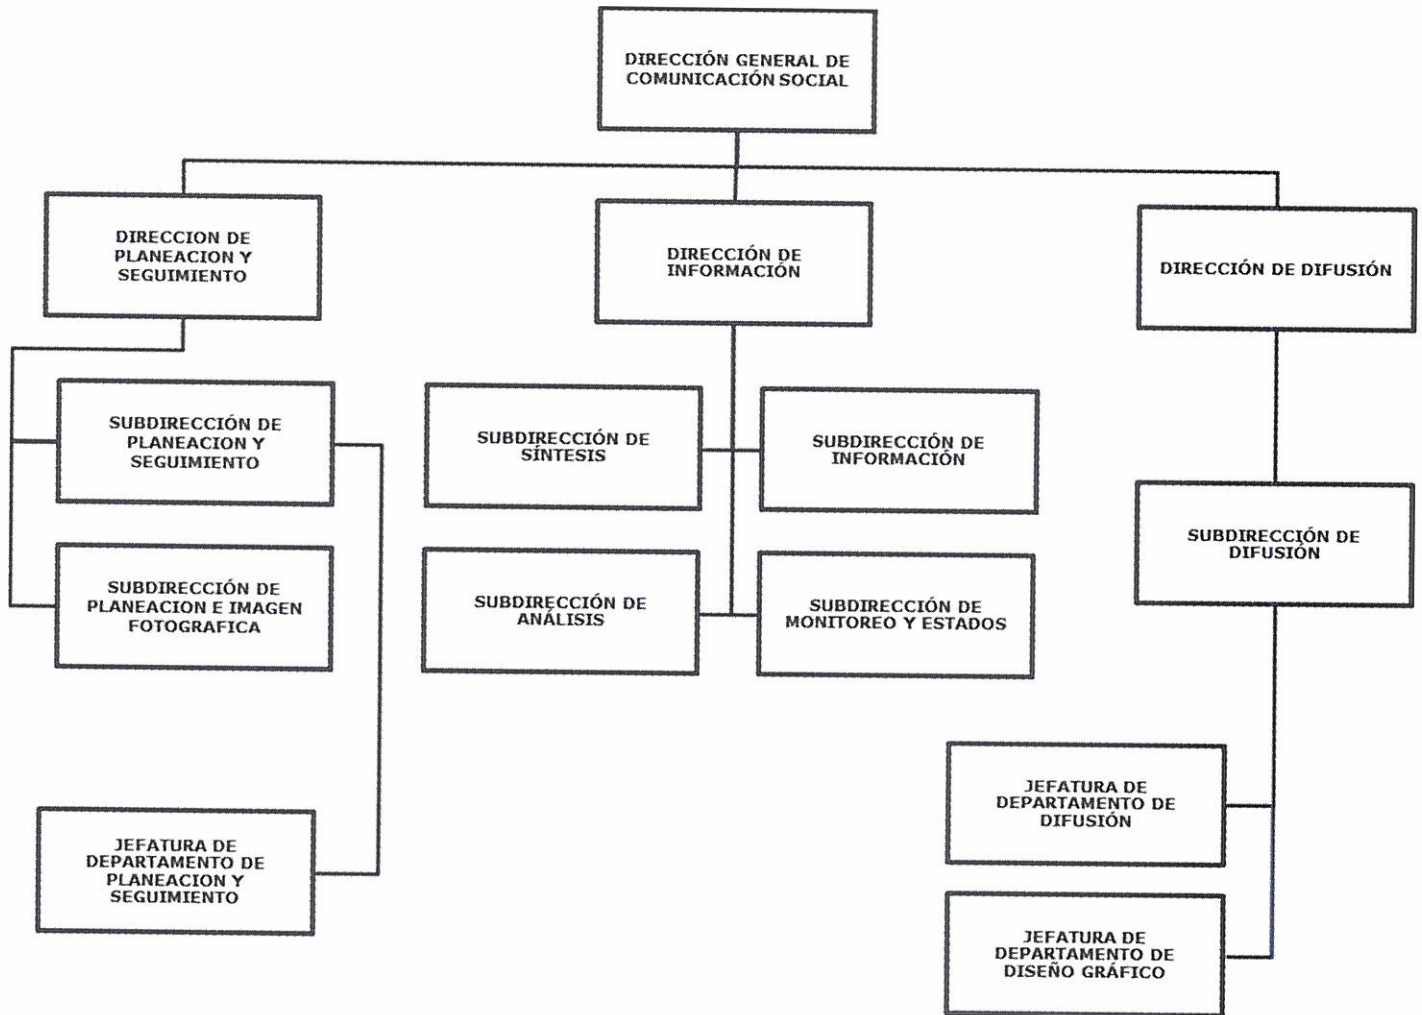 DIRECCIÓN GENERAL DE
COMUNICACIÓN SOCIAL
DIRECCION DE
PLANEACION Y
SEGUIMIENTO
DIRECCIÓN DE
INFORMACIÓN
DIRECCIÓN DE DIFUSIÓN
SUBDIRECCIÓN DE
PLANEACION Y
SEGUIMIENTO
SUBDIRECCIÓN DE
SÍNTESIS
SUBDIRECCIÓN DE
INFORMACIÓN
SUBDIRECCIÓN DE
DIFUSIÓN
SUBDIRECCIÓN DE
PLANEACION E IMAGEN
FOTOGRAFICA
SUBDIRECCIÓN DE
ANÁLISIS
SUBDIRECCIÓN DE
MONITOREO Y ESTADOS
JEFATURA DE
DEPARTAMENTO DE
DIFUSIÓN
JEFATURA DE
DEPARTAMENTO DE
PLANEACION Y
SEGUIMIENTO
JEFATURA DE
DEPARTAMENTO DE
DISEÑO GRÁFICO